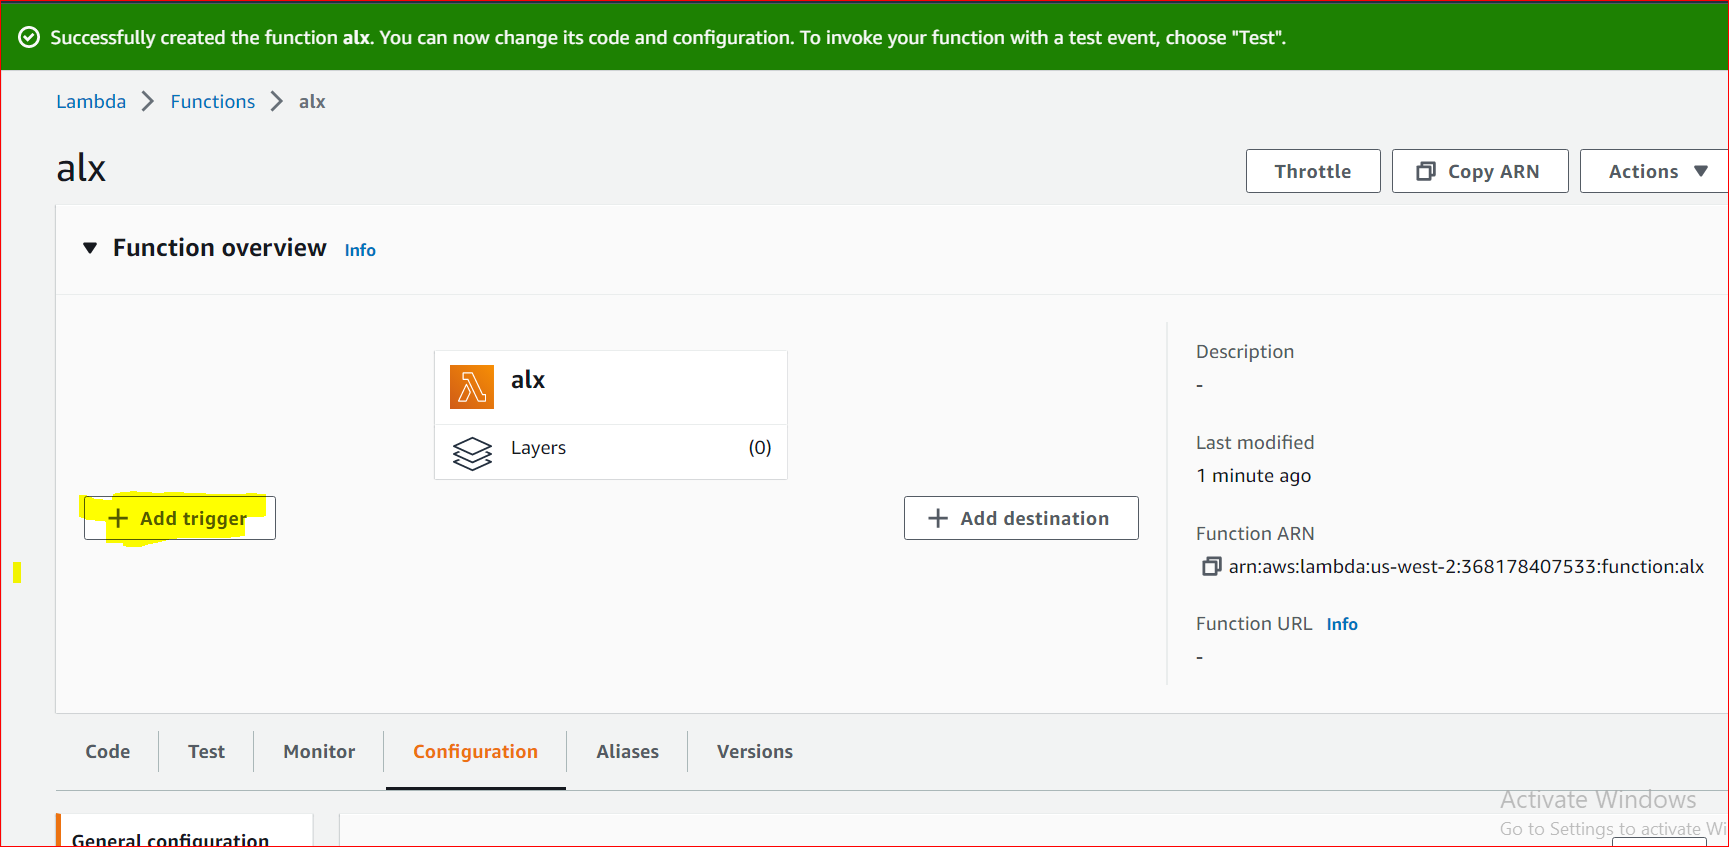 Successfully created the function alx. You can now change its code and configuration. To invoke your function with a test event, choose "Test".
Lambda > Functions > alx
alx
Throttle
Copy ARN
Actions
Function overview Info
alx
Layers (0)
+ Add trigger
+ Add destination
Description
-
Last modified
1 minute ago
Function ARN
arn:aws:lambda:us-west-2:368178407533:function:alx
Function URL Info
-
Code
Test
Monitor
Configuration
Aliases
Versions
General configuration
Activate Windows
Go to Settings to activate Wi